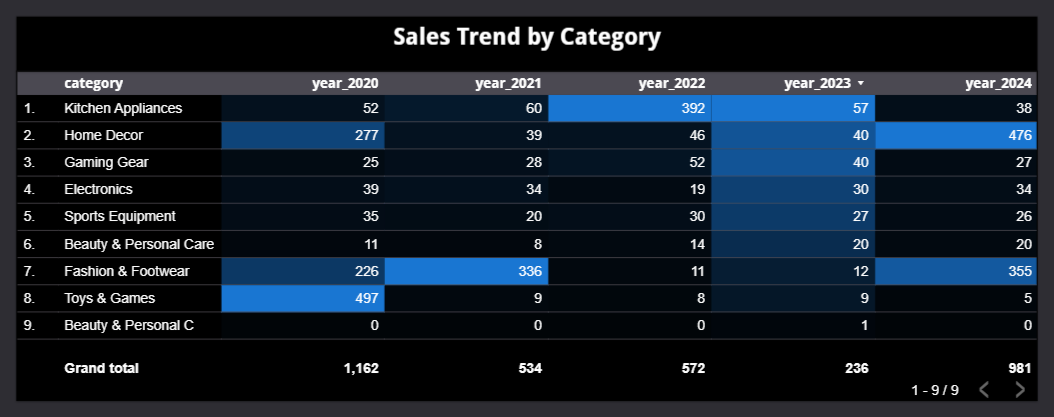 Sales Trend by Category
category year_2020 year_2021 year_2022 year_2023 year_2024
1. Kitchen Appliances 52 60 392 57 38
2. Home Decor 277 39 46 40 476
3. Gaming Gear 25 28 52 40 27
4. Electronics 39 34 19 30 34
5. Sports Equipment 35 20 30 27 26
6. Beauty & Personal Care 11 8 14 20 20
7. Fashion & Footwear 226 336 11 12 355
8. Toys & Games 497 9 8 9 5
9. Beauty & Personal C 0 0 0 1 0
Grand total 1,162 534 572 236 981
1 - 9 / 9